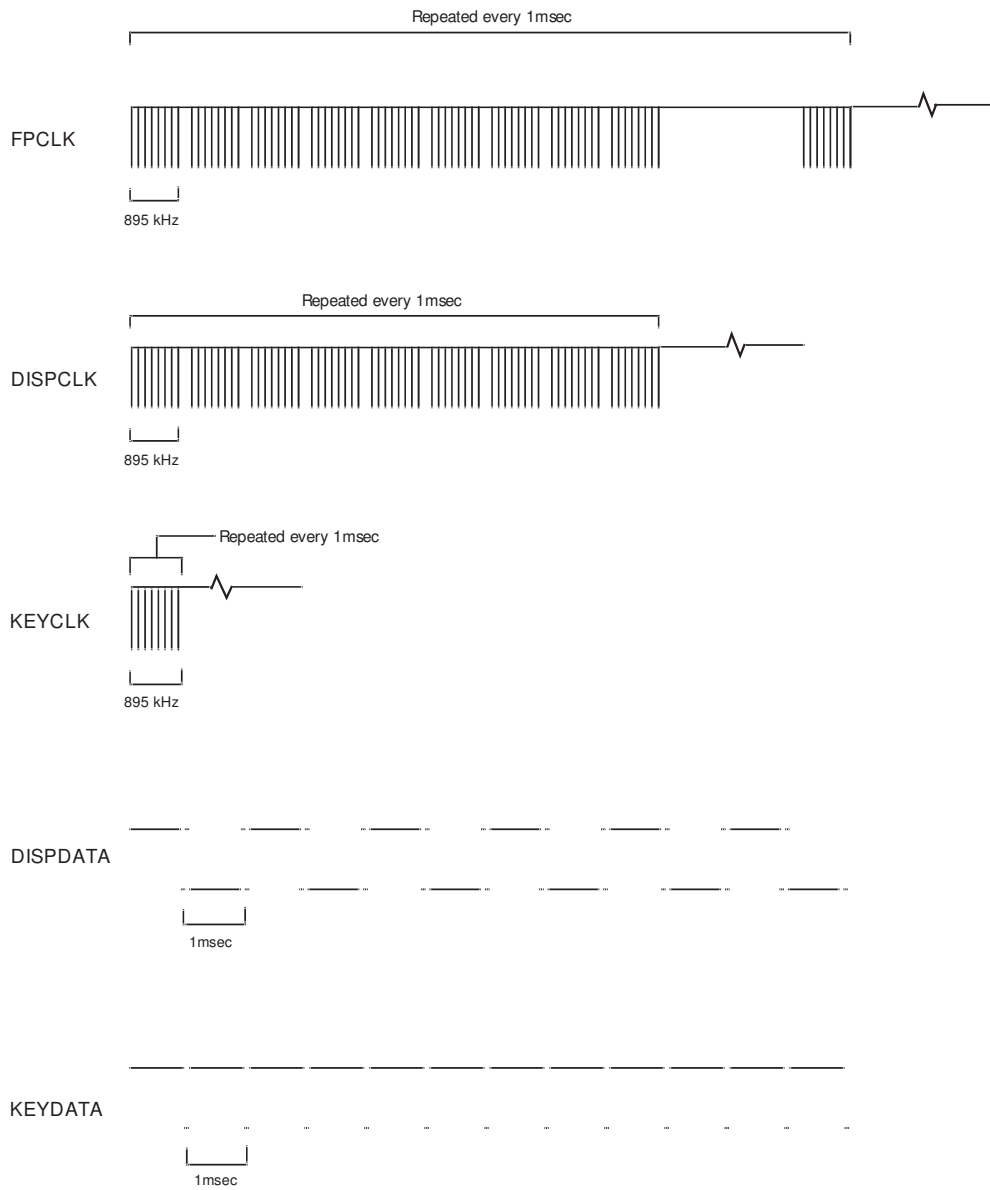 Repeated every 1msec
FPCLK
895 kHz
Repeated every 1msec
DISPCLK
895 kHz
Repeated every 1msec
KEYCLK
895 kHz
DISPDATA
1msec
KEYDATA
1msec